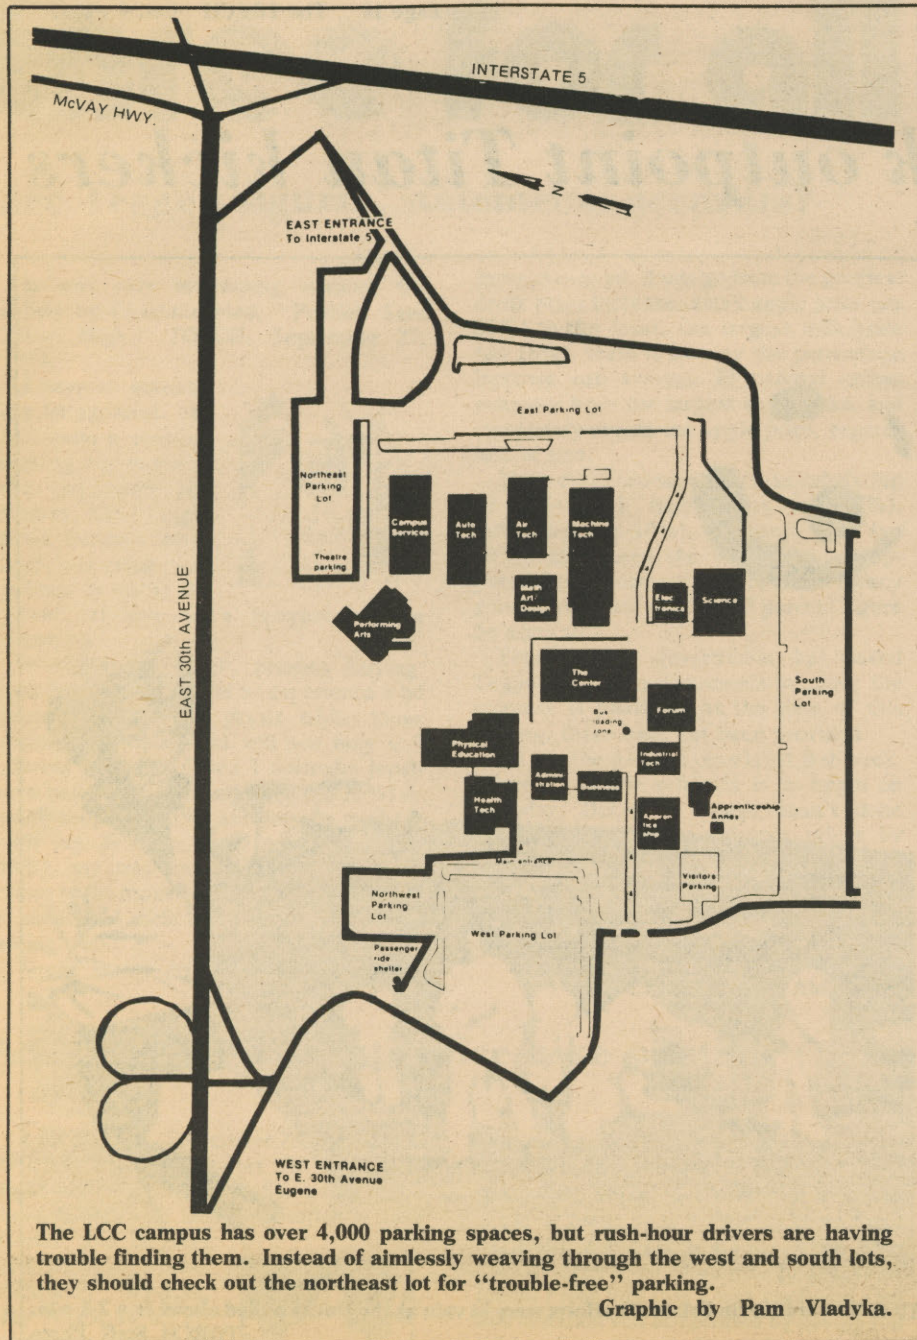 INTERSTATE 5
McVAY HWY.
N
EAST ENTRANCE
To Interstate 5
East Parking Lot
Northeast
Parking
Lot
Theatre
parking
Campus
Services
Auto
Tech
Air
Tech
Machine
Tech
Math
Art
Design
Elec
tronics
Science
Performing
Arts
EAST 30th AVENUE
The
Center
Bus
loading
zone
Forum
South
Parking
Lot
Physical
Education
Industrial
Tech
Admini
stration
Business
Health
Tech
Appren
tice
ship
Apprenticeship
Annex
Main entrance
Visitors
Parking
Northwest
Parking
Lot
West Parking Lot
Passenger
ride
shelter
WEST ENTRANCE
To E. 30th Avenue
Eugene
The LCC campus has over 4,000 parking spaces, but rush-hour drivers are having
trouble finding them. Instead of aimlessly weaving through the west and south lots,
they should check out the northeast lot for “trouble-free” parking.
Graphic by Pam Vladyka.